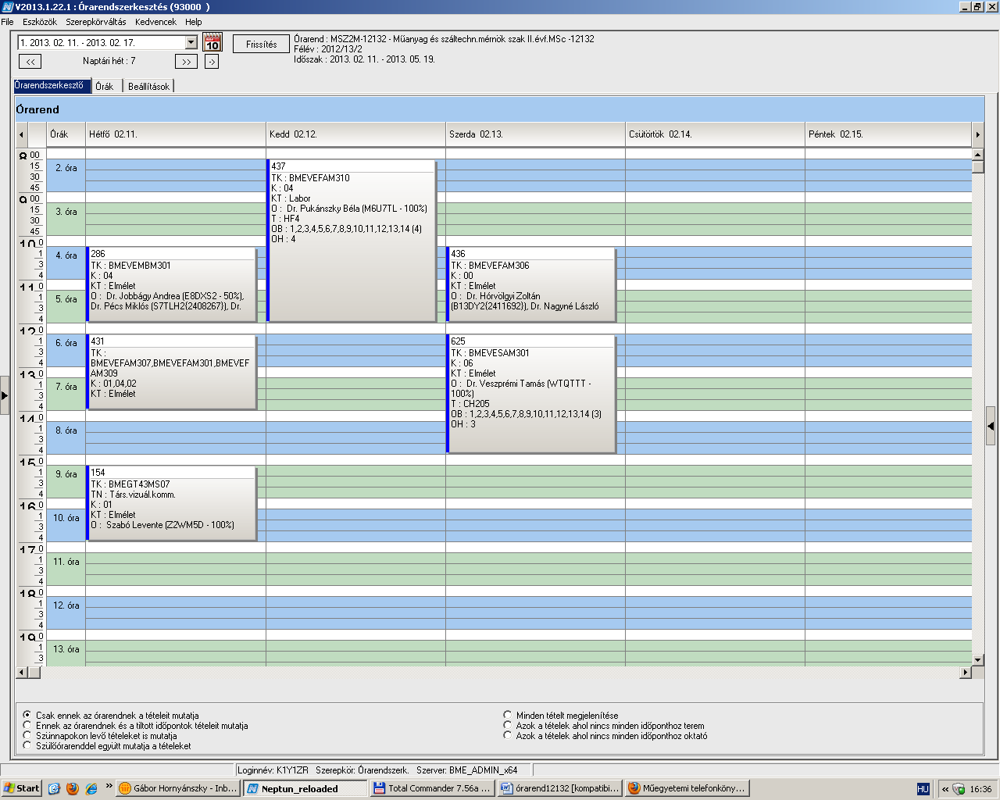 V2013.1.22.1 : Órarendszerkesztés (93000 )
File Eszközök Szerepkörváltás Kedvencek Help
1. 2013. 02. 11. - 2013. 02. 17.
10
Frissítés
Órarend : MSZ2M-12132 - Műanyag és száltechn.mérnök szak II.évf.MSc -12132
Félév : 2012/13/2
Időszak : 2013. 02. 11. - 2013. 05. 19.
<< Naptári hét : 7 >> ->
Órarendszerkesztő Órák Beállítások
Órarend
Órák Hétfő 02.11. Kedd 02.12. Szerda 02.13. Csütörtök 02.14. Péntek 02.15.
8 00
15
30
45
2. óra
9 00
15
30
45
3. óra
10 0
1
3
4
4. óra
11 0
1
3
4
5. óra
12 0
1
3
4
6. óra
13 0
1
3
4
7. óra
14 0
1
3
4
8. óra
15 0
1
3
4
9. óra
16 0
1
3
4
10. óra
17 0
1
3
4
11. óra
18 0
1
3
4
12. óra
19 0
1
3
13. óra
286
TK : BMEVEMBM301
K : 04
KT : Elmélet
O : Dr. Jobbágy Andrea (E8DXS2 - 50%),
Dr. Pécs Miklós (S7TLH2{2408267}), Dr.
431
TK :
BMEVEFAM307,BMEVEFAM301,BMEVEF
AM309
K : 01,04,02
KT : Elmélet
154
TK : BMEGT43MS07
TN : Társ.vizuál.komm.
K : 01
KT : Elmélet
O : Szabó Levente (Z2WM5D - 100%)
437
TK : BMEVEFAM310
K : 04
KT : Labor
O : Dr. Pukánszky Béla (M6U7TL - 100%)
T : HF4
OB : 1,2,3,4,5,6,7,8,9,10,11,12,13,14 (4)
OH : 4
436
TK : BMEVEFAM306
K : 00
KT : Elmélet
O : Dr. Hórvölgyi Zoltán
(B13DY2{2411692}), Dr. Nagyné László
625
TK : BMEVESAM301
K : 06
KT : Elmélet
O : Dr. Veszprémi Tamás (WTQTTT -
100%)
T : CH205
OB : 1,2,3,4,5,6,7,8,9,10,11,12,13,14 (3)
OH : 3
Csak ennek az órarendnek a tételeit mutatja
Ennek az órarendnek és a tiltott időpontok tételeit mutatja
Szünnapokon levő tételeket is mutatja
Szülőórarenddel együtt mutatja a tételeket
Minden tételt megjelenítése
Azok a tételek ahol nincs minden időponthoz terem
Azok a tételek ahol nincs minden időponthoz oktató
Loginnév: K1Y1ZR Szerepkör: Órarendszerk. Szerver: BME_ADMIN_x64
Start » Gábor Hornyánszky - Inb... Neptun_reloaded Total Commander 7.56a ... órarend12132 [kompatibi... Műegyetemi telefonköny... HU « 16:36